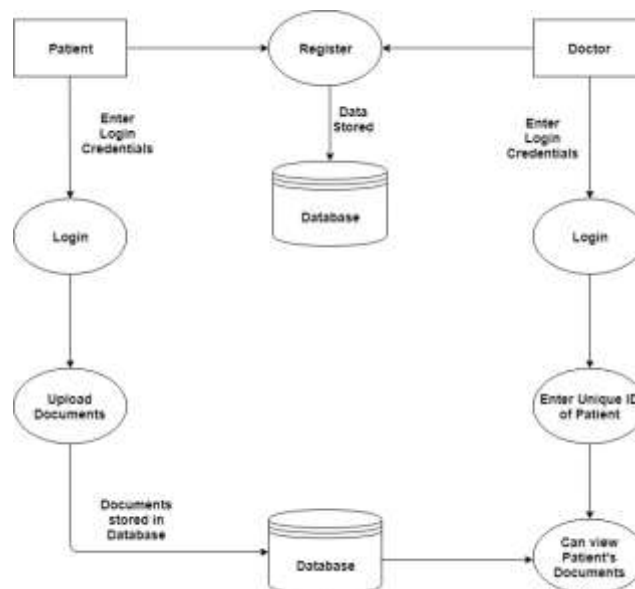 Patient
Register
Doctor
Enter
Login
Credentials
Data
Stored
Enter
Login
Credentials
Database
Login
Login
Upload
Documents
Enter Unique ID
of Patient
Documents
stored in
Database
Database
Can view
Patient's
Documents